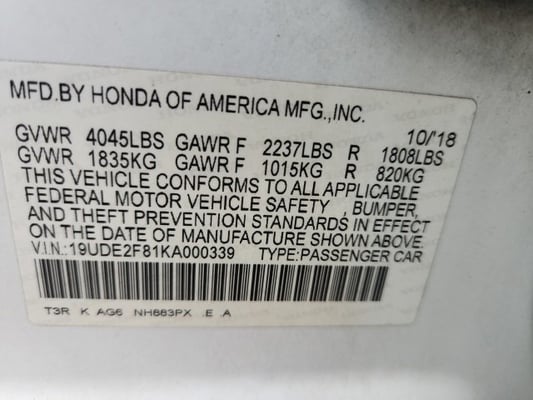 MFD.BY HONDA OF AMERICA MFG.,INC.
10/'18
GVWR 4045LBS GAWR F 2237LBS R 1808LBS
GVWR 1835KG GAWR F 1015KG R 820KG
THIS VEHICLE CONFORMS TO ALL APPLICABLE
FEDERAL MOTOR VEHICLE SAFETY , BUMPER,
AND THEFT PREVENTION STANDARDS IN EFFECT
ON THE DATE OF MANUFACTURE SHOWN ABOVE.
V.I.N.:19UDE2F81KA000339 TYPE:PASSENGER CAR
T3R K AG6 NH883PX .E .A